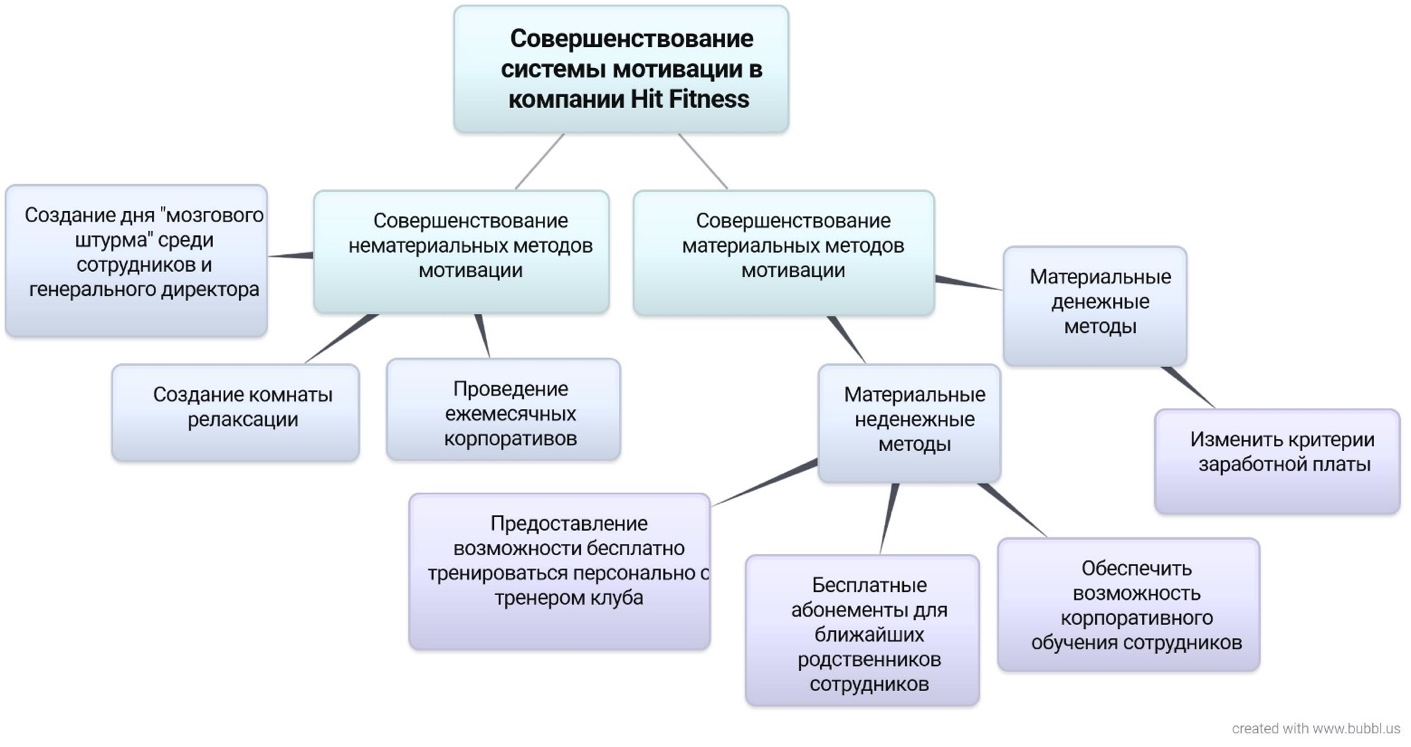 Совершенствование
системы мотивации в
компании Hit Fitness
Создание дня "мозгового
штурма" среди
сотрудников и
генерального директора
Совершенствование
нематериальных методов
мотивации
Совершенствование
материальных методов
мотивации
Материальные
денежные
методы
Создание комнаты
релаксации
Проведение
ежемесячных
корпоративов
Материальные
неденежные
методы
Изменить критерии
заработной платы
Предоставление
возможности бесплатно
тренироваться персонально с
тренером клуба
Бесплатные
абонементы для
ближайших
родственников
сотрудников
Обеспечить
возможность
корпоративного
обучения сотрудников
created with www.bubbl.us